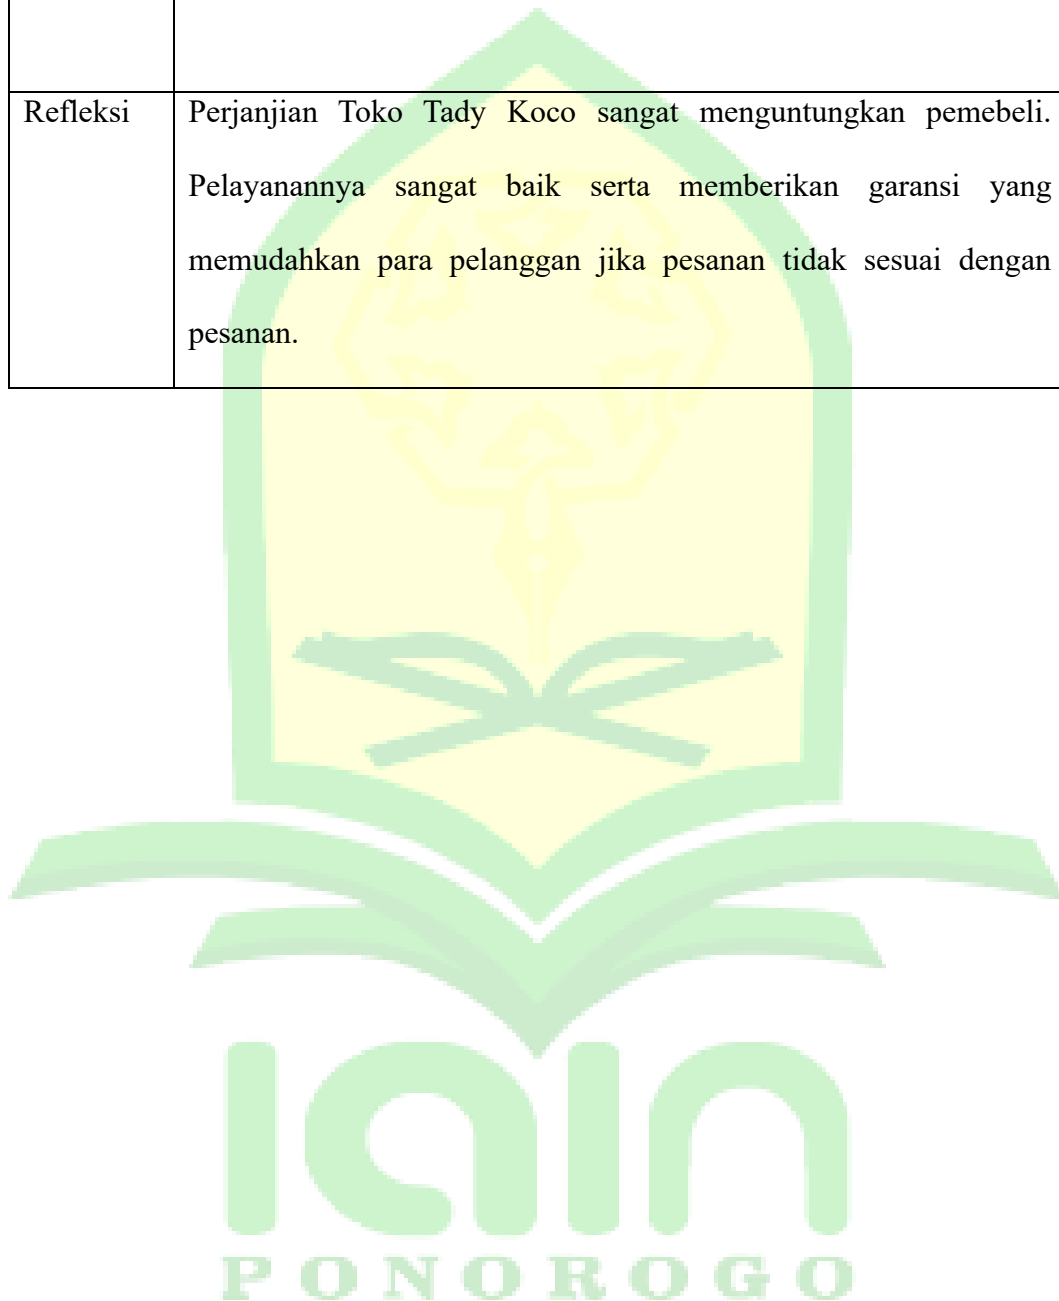 Refleksi Perjanjian Toko Tady Koco sangat menguntungkan pemebeli.
Pelayanannya sangat baik serta memberikan garansi yang
memudahkan para pelanggan jika pesanan tidak sesuai dengan
pesanan.
iain
PONOROGO